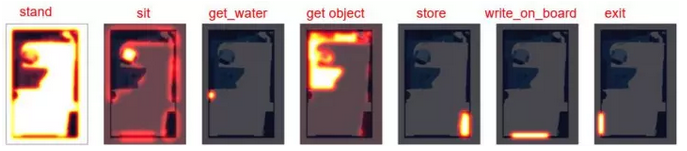 stand sit get_water get object store write_on_board exit